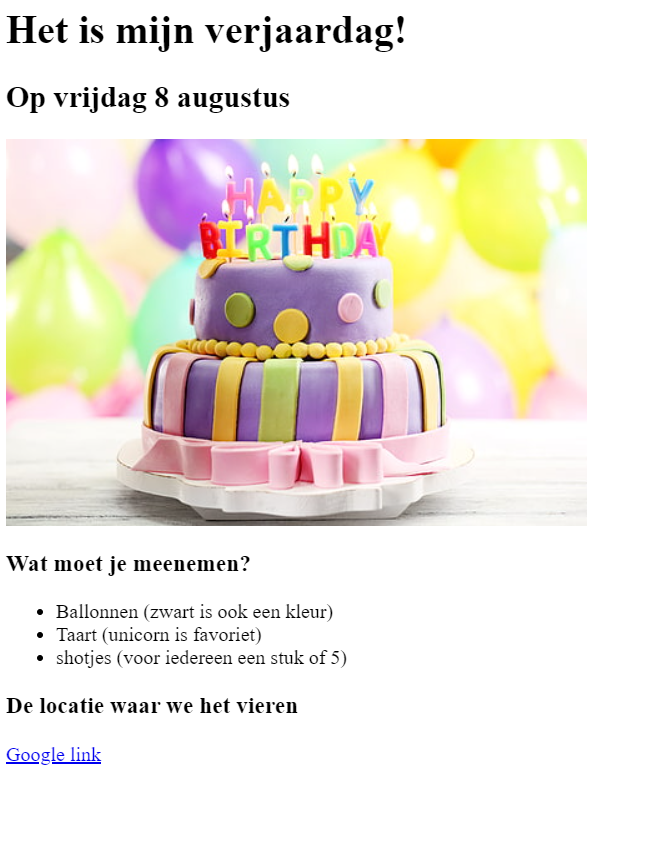 Het is mijn verjaardag!
Op vrijdag 8 augustus
HAPPY
BIRTHDAY
Wat moet je meenemen?
Ballonnen (zwart is ook een kleur)
Taart (unicorn is favoriet)
shotjes (voor iedereen een stuk of 5)
De locatie waar we het vieren
Google link